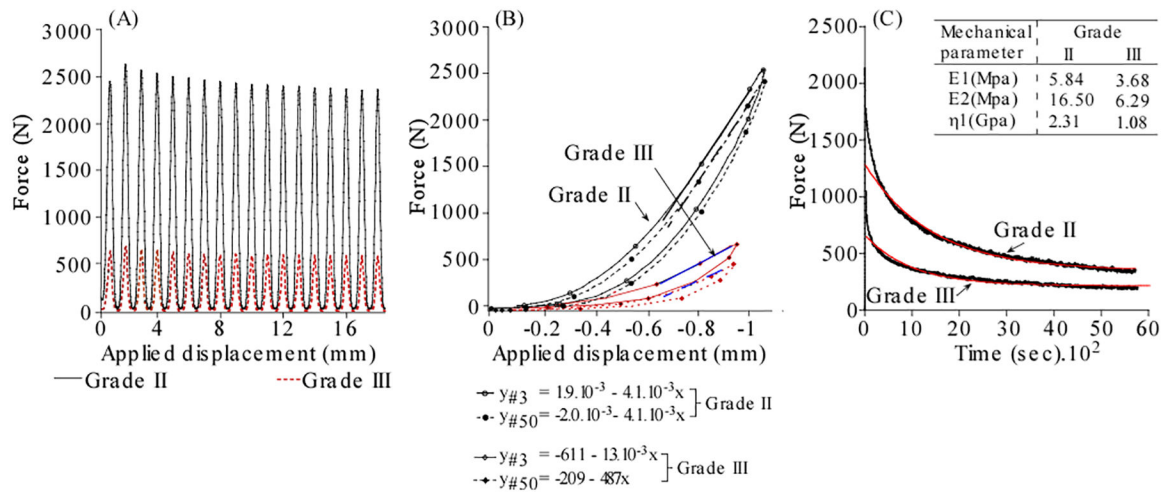 (A)
Force (N)
3000
2500
2000
1500
1000
500
0
0 4 8 12 16
Applied displacement (mm)
Grade II
Grade III
(B)
Force (N)
3000
2500
2000
1500
1000
500
0
0 -0.2 -0.4 -0.6 -0.8 -1
Applied displacement (mm)
Grade III
Grade II
y#3 = 1.9.10-3 - 4.1.10-3x
y#50 = -2.0.10-3 - 4.1.10-3x
Grade II
y#3 = -611 - 13.10-3x
y#50 = -209 - 487x
Grade III
(C)
Force (N)
2500
2000
1500
1000
500
0
0 10 20 30 40 50 60
Time (sec).102
Mechanical parameter Grade
II III
E1(Mpa) 5.84 3.68
E2(Mpa) 16.50 6.29
η1(Gpa) 2.31 1.08
Grade II
Grade III